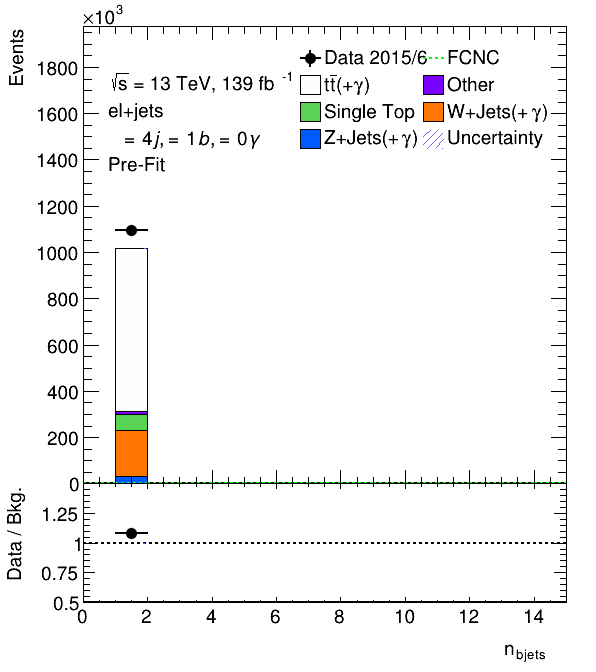 ×10³
Events
1800
1600
1400
1200
1000
800
600
400
200
0
√s = 13 TeV, 139 fb⁻¹
el+jets
= 4j, = 1b, = 0γ
Pre-Fit
Data 2015/6
FCNC
tt̄(+γ)
Other
Single Top
W+Jets(+γ)
Z+Jets(+γ)
Uncertainty
Data / Bkg.
1.25
1
0.75
0.5
0 2 4 6 8 10 12 14
n_bjets